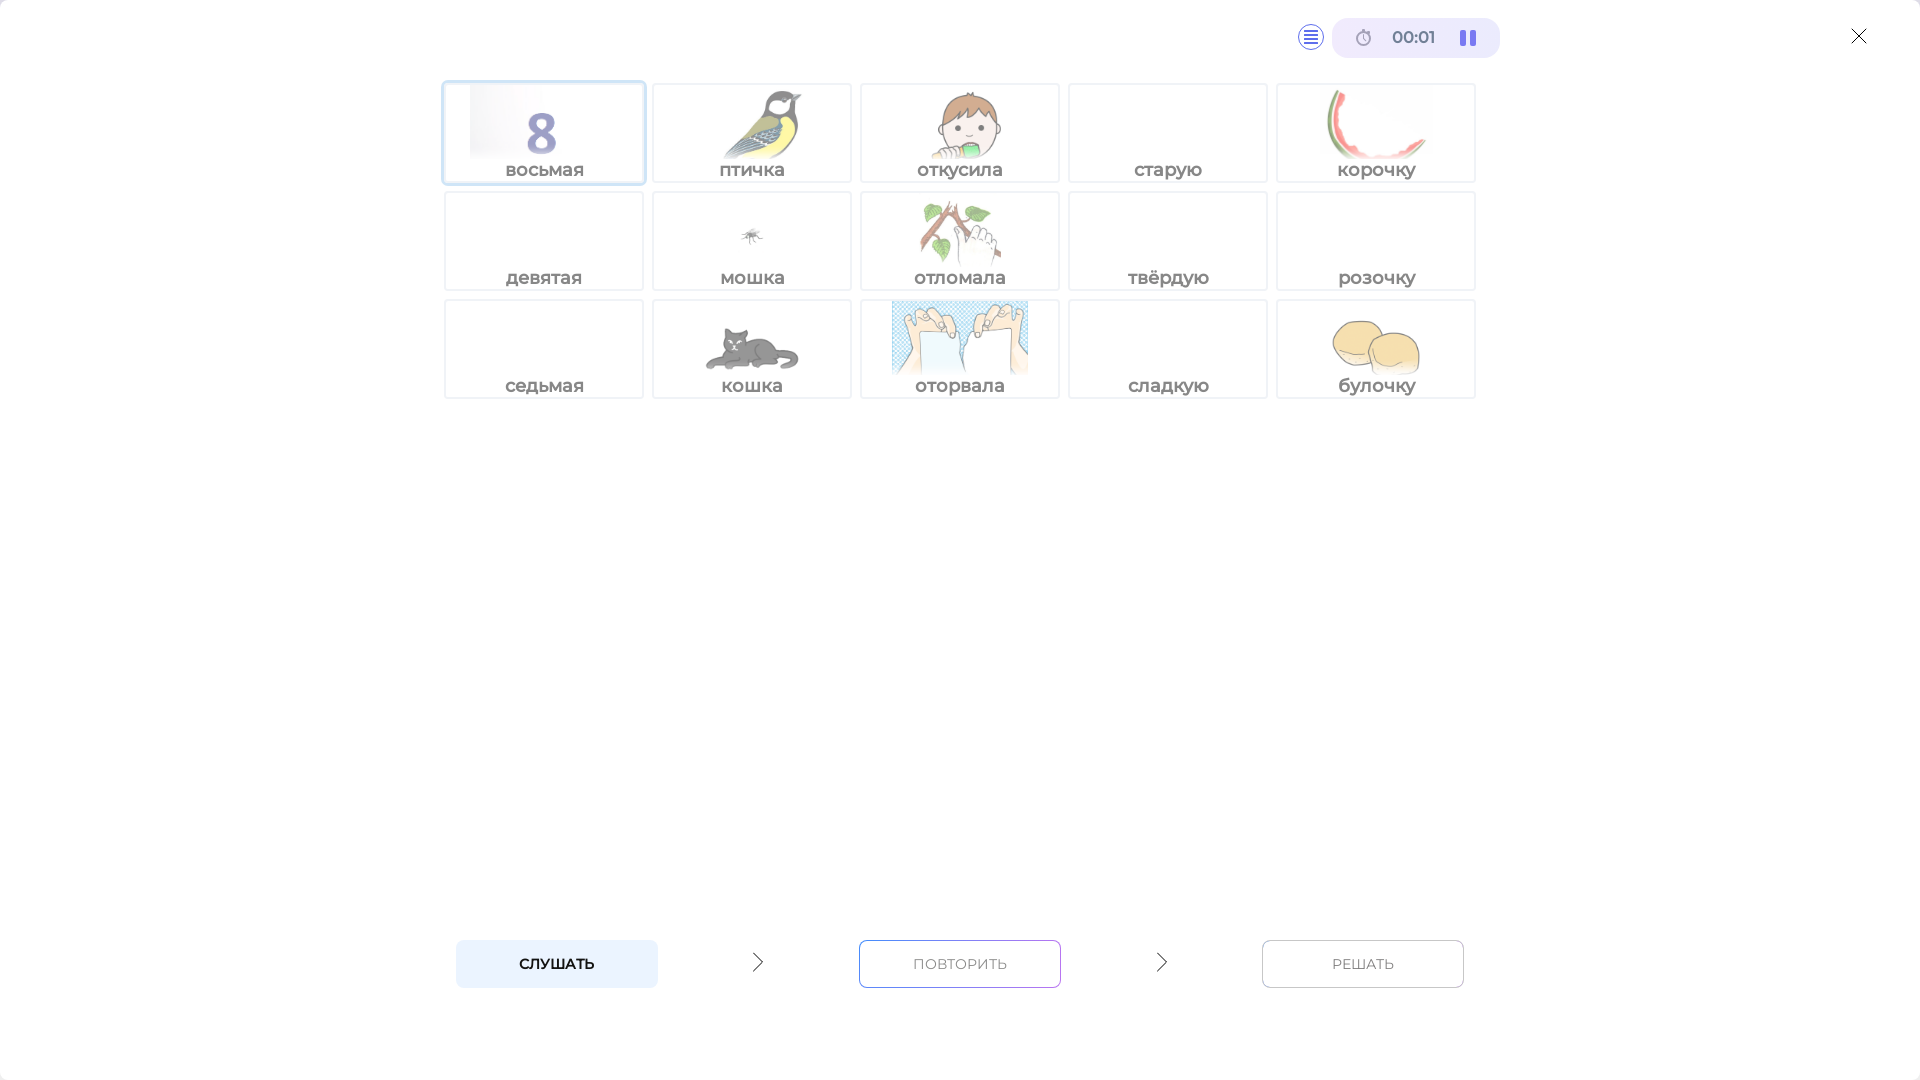 00:01
8
восьмая птичка откусила старую корочку
девятая мошка отломала твёрдую розочку
седьмая кошка оторвала сладкую булочку
СЛУШАТЬ ПОВТОРИТЬ РЕШАТЬ